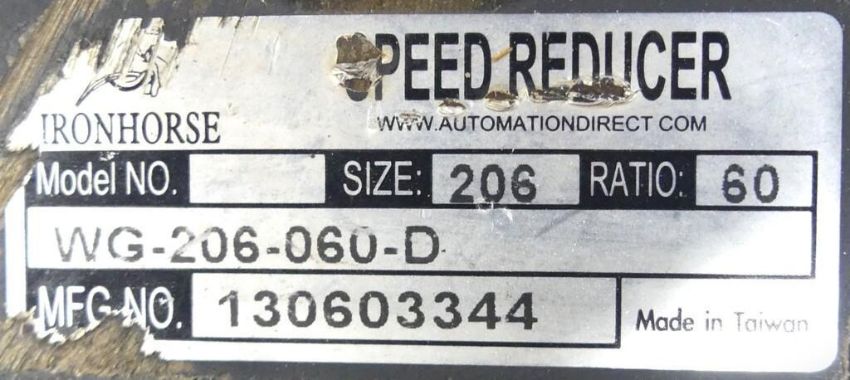 SPEED REDUCER
IRONHORSE
WWW.AUTOMATIONDIRECT.COM
Model NO. SIZE: 206 RATIO: 60
WG-206-060-D
MFG NO. 130603344 Made in Taiwan